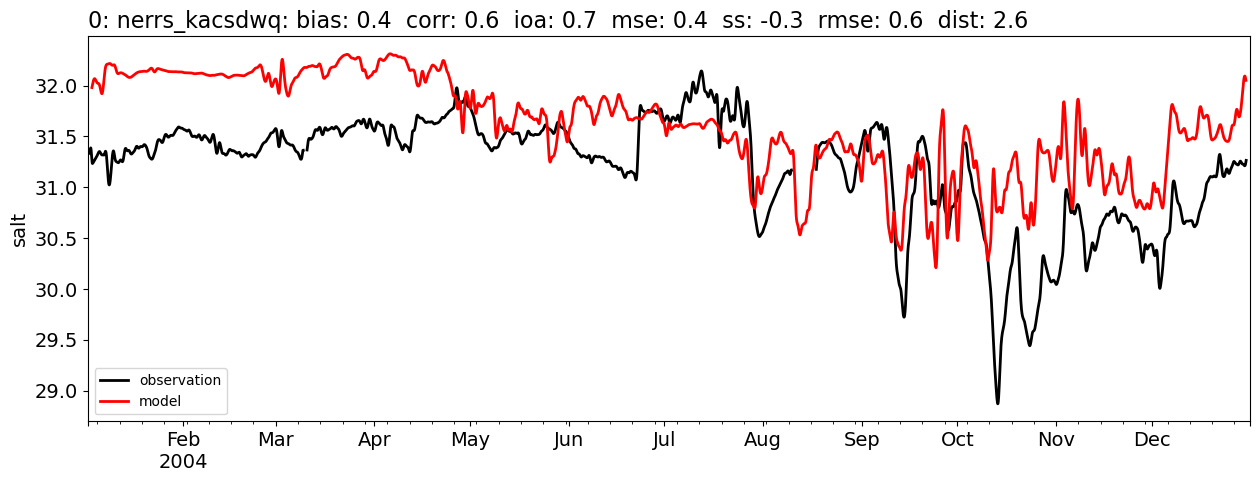 0: nerrs_kacsdwq: bias: 0.4 corr: 0.6 ioa: 0.7 mse: 0.4 ss: -0.3 rmse: 0.6 dist: 2.6
salt
32.0
31.5
31.0
30.5
30.0
29.5
29.0
observation
model
Feb Mar Apr May Jun Jul Aug Sep Oct Nov Dec
2004